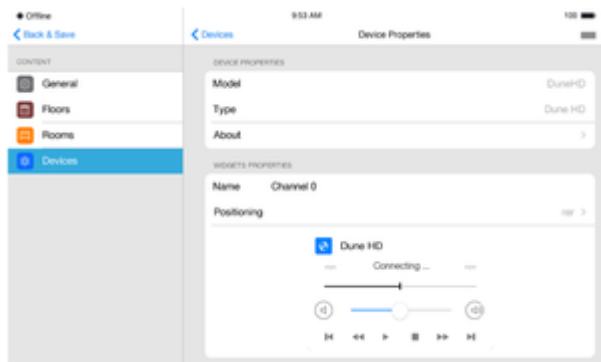 Offline
9:53 AM
100
Back & Save
Devices
Device Properties
CONTENT
General
Floors
Rooms
Devices
DEVICE PROPERTIES
Model DuneHD
Type Dune HD
About
WIDGETS PROPERTIES
Name Channel 0
Positioning
Dune HD
Connecting ...